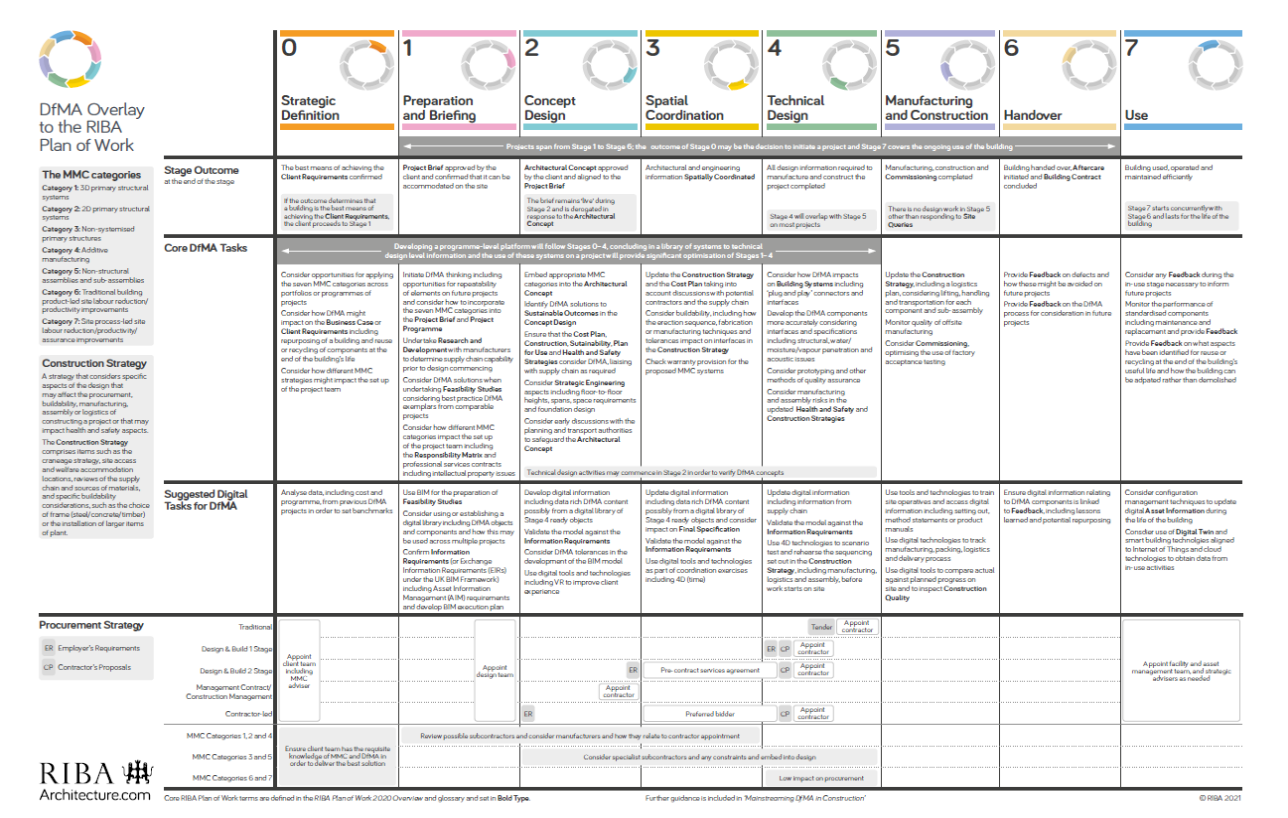 DfMA Overlay
to the RIBA
Plan of Work
The MMC categories
Category 1: 3D primary structural
systems
Category 2: 2D primary structural
systems
Category 3: Non-systemised
primary structures
Category 4: Additive
manufacturing
Category 5: Non-structural
assemblies and sub-assemblies
Category 6: Traditional building
product-led site labour reduction/
productivity improvements
Category 7: Site process-led site
labour reduction/productivity/
assurance improvements
Construction Strategy
A strategy that considers specific
aspects of the design that
may affect the procurement,
buildability, manufacturing,
assembly or logistics of
constructing a project or that may
impact health and safety aspects.
The Construction Strategy
comprises items such as the
craneage strategy, site access
and welfare accommodation
locations, reviews of the supply
chain and sources of materials,
and specific buildability
considerations, such as the choice
of frame (steel/concrete/timber)
or the installation of larger items
of plant.
0
Strategic
Definition
1
Preparation
and Briefing
2
Concept
Design
3
Spatial
Coordination
4
Technical
Design
5
Manufacturing
and Construction
6
Handover
7
Use
Projects span from Stage 1 to Stage 6; the outcome of Stage 0 may be the decision to initiate a project and Stage 7 covers the ongoing use of the building
Stage Outcome
at the end of the stage
The best means of achieving the
Client Requirements confirmed
If the outcome determines that
a building is the best means of
achieving the Client Requirements,
the client proceeds to Stage 1
Project Brief approved by the
client and confirmed that it can be
accommodated on the site
Architectural Concept approved
by the client and aligned to the
Project Brief
The brief remains 'live' during
Stage 2 and is derogated in
response to the Architectural
Concept
Architectural and engineering
information Spatially Coordinated
All design information required to
manufacture and construct the
project completed
Stage 4 will overlap with Stage 5
on most projects
Manufacturing, construction and
Commissioning completed
There is no design work in Stage 5
other than responding to Site
Queries
Building handed over, Aftercare
initiated and Building Contract
concluded
Building used, operated and
maintained efficiently
Stage 7 starts concurrently with
Stage 6 and lasts for the life of the
building
Core DfMA Tasks
Developing a programme-level platform will follow Stages 0-4, concluding in a library of systems to technical
design level information and the use of these systems on a project will provide significant optimisation of Stages 1-4
Consider opportunities for applying
the seven MMC categories across
portfolios or programmes of
projects
Consider how DfMA might
impact on the Business Case or
Client Requirements including
repurposing of a building and reuse
or recycling of components at the
end of the building's life
Consider how different MMC
strategies might impact the set up
of the project team
Initiate DfMA thinking including
opportunities for repeatability
of elements on future projects
and consider how to incorporate
the seven MMC categories into
the Project Brief and Project
Programme
Undertake Research and
Development with manufacturers
to determine supply chain capability
prior to design commencing
Consider DfMA solutions when
undertaking Feasibility Studies
considering best practice DfMA
exemplars from comparable
projects
Consider how different MMC
categories impact the set up
of the project team including
the Responsibility Matrix and
professional services contracts
including intellectual property issues
Embed appropriate MMC
categories into the Architectural
Concept
Identify DfMA solutions to
Sustainable Outcomes in the
Concept Design
Ensure that the Cost Plan,
Construction, Sutainability, Plan
for Use and Health and Safety
Strategies consider DfMA, liaising
with supply chain as required
Consider Strategic Engineering
aspects including floor-to-floor
heights, spans, space requirements
and foundation design
Consider early discussions with the
planning and transport authorities
to safeguard the Architectural
Concept
Update the Construction Strategy
and the Cost Plan taking into
account discussions with potential
contractors and the supply chain
Consider buildability, including how
the erection sequence, fabrication
or manufacturing techniques and
tolerances impact on interfaces in
the Construction Strategy
Check warranty provision for the
proposed MMC systems
Consider how DfMA impacts
on Building Systems including
'plug and play' connectors and
interfaces
Develop the DfMA components
more accurately considering
interfaces and specifications
including structural, water/
moisture/vapour penetration and
acoustic issues
Consider prototyping and other
methods of quality assurance
Consider manufacturing
and assembly risks in the
updated Health and Safety and
Construction Strategies
Technical design activities may commence in Stage 2 in order to verify DfMA concepts
Update the Construction
Strategy, including a logistics
plan, considering lifting, handling
and transportation for each
component and sub-assembly
Monitor quality of offsite
manufacturing
Consider Commissioning,
optimising the use of factory
acceptance testing
Provide Feedback on defects and
how these might be avoided on
future projects
Provide Feedback on the DfMA
process for consideration in future
projects
Consider any Feedback during the
in-use stage necessary to inform
future projects
Monitor the performance of
standardised components
including maintenance and
replacement and provide Feedback
Provide Feedback on what aspects
have been identified for reuse or
recycling at the end of the building's
useful life and how the building can
be adpated rather than demolished
Suggested Digital
Tasks for DfMA
Analyse data, including cost and
programme, from previous DfMA
projects in order to set benchmarks
Use BIM for the preparation of
Feasibility Studies
Consider using or establishing a
digital library including DfMA objects
and components and how this may
be used across multiple projects
Confirm Information
Requirements (or Exchange
Information Requirements (EIRs)
under the UK BIM Framework)
including Asset Information
Management (AIM) requirements
and develop BIM execution plan
Develop digital information
including data rich DfMA content
possibly from a digital library of
Stage 4 ready objects
Validate the model against the
Information Requirements
Consider DfMA tolerances in the
development of the BIM model
Use digital tools and technologies
including VR to improve client
experience
Update digital information
including data rich DfMA content
possibly from a digital library of
Stage 4 ready objects and consider
impact on Final Specification
Validate the model against the
Information Requirements
Use digital tools and technologies
as part of coordination exercises
including 4D (time)
Update digital information
including information from
supply chain
Validate the model against the
Information Requirements
Use 4D technologies to scenario
test and rehearse the sequencing
set out in the Construction
Strategy, including manufacturing,
logistics and assembly, before
work starts on site
Use tools and technologies to train
site operatives and access digital
information including setting out,
method statements or product
manuals
Use digital technologies to track
manufacturing, packing, logistics
and delivery process
Use digital tools to compare actual
against planned progress on
site and to inspect Construction
Quality
Ensure digital information relating
to DfMA components is linked
to Feedback, including lessons
learned and potential repurposing
Consider configuration
management techniques to update
digital Asset Information during
the life of the building
Consdier use of Digital Twin and
smart building technologies aligned
to Internet of Things and cloud
technologies to obtain data from
in-use activities
Procurement Strategy
ER Employer's Requirements
CP Contractor's Proposals
Traditional
Design & Build 1 Stage
Design & Build 2 Stage
Management Contract/
Construction Management
Contractor-led
MMC Categories 1, 2 and 4
MMC Categories 3 and 5
MMC Categories 6 and 7
Appoint
client team
including
MMC
adviser
Appoint
design team
Tender
Appoint
contractor
ER
CP
Appoint
contractor
ER
Pre-contract services agreement
CP
Appoint
contractor
Appoint
contractor
ER
Preferred bidder
CP
Appoint
contractor
Appoint facility and asset
management team, and strategic
advisers as needed
Ensure client team has the requisite
knowledge of MMC and DfMA in
order to deliver the best solution
Review possible subcontractors and consider manufacturers and how they relate to contractor appointment
Consider specialist subcontractors and any constraints and embed into design
Low impact on procurement
RIBA
Architecture.com
Core RIBA Plan of Work terms are defined in the RIBA Plan of Work 2020 Overview and glossary and set in Bold Type.
Further guidance is included in 'Mainstreaming DfMA in Construction'
© RIBA 2021